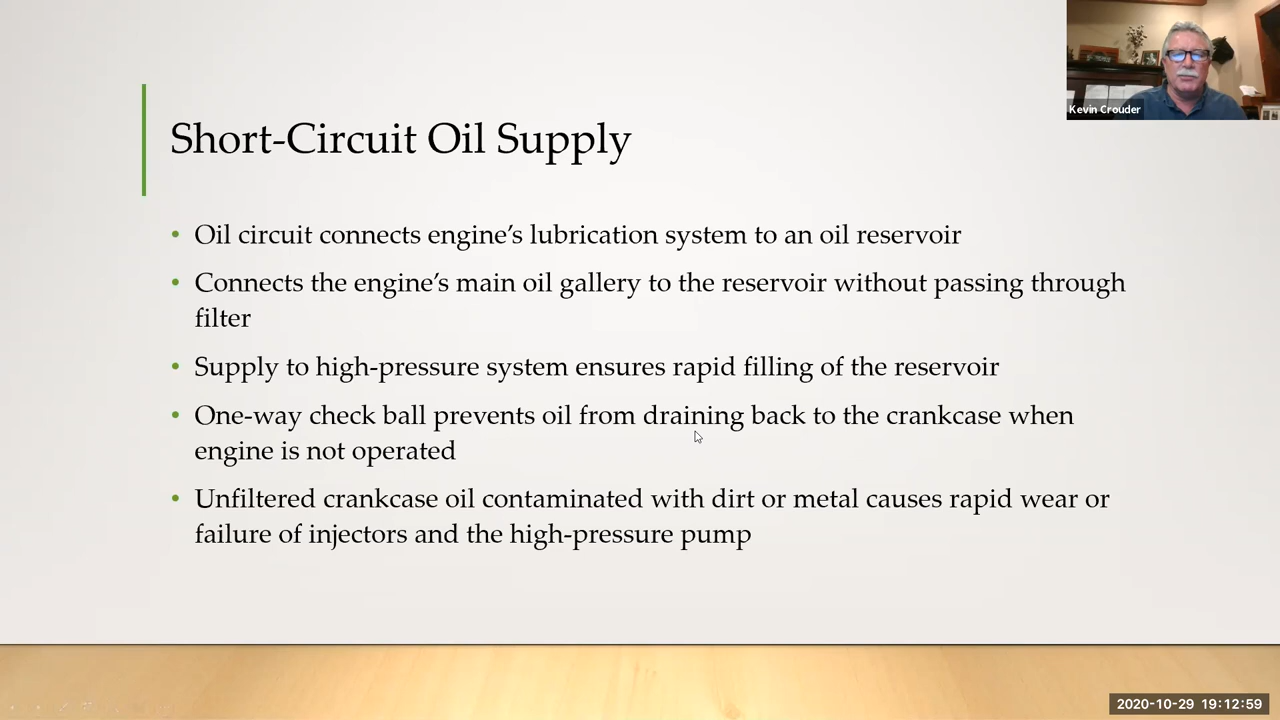 Kevin Crouder
Short-Circuit Oil Supply
• Oil circuit connects engine’s lubrication system to an oil reservoir
• Connects the engine’s main oil gallery to the reservoir without passing through
filter
• Supply to high-pressure system ensures rapid filling of the reservoir
• One-way check ball prevents oil from draining back to the crankcase when
engine is not operated
• Unfiltered crankcase oil contaminated with dirt or metal causes rapid wear or
failure of injectors and the high-pressure pump
2020-10-29 19:12:59